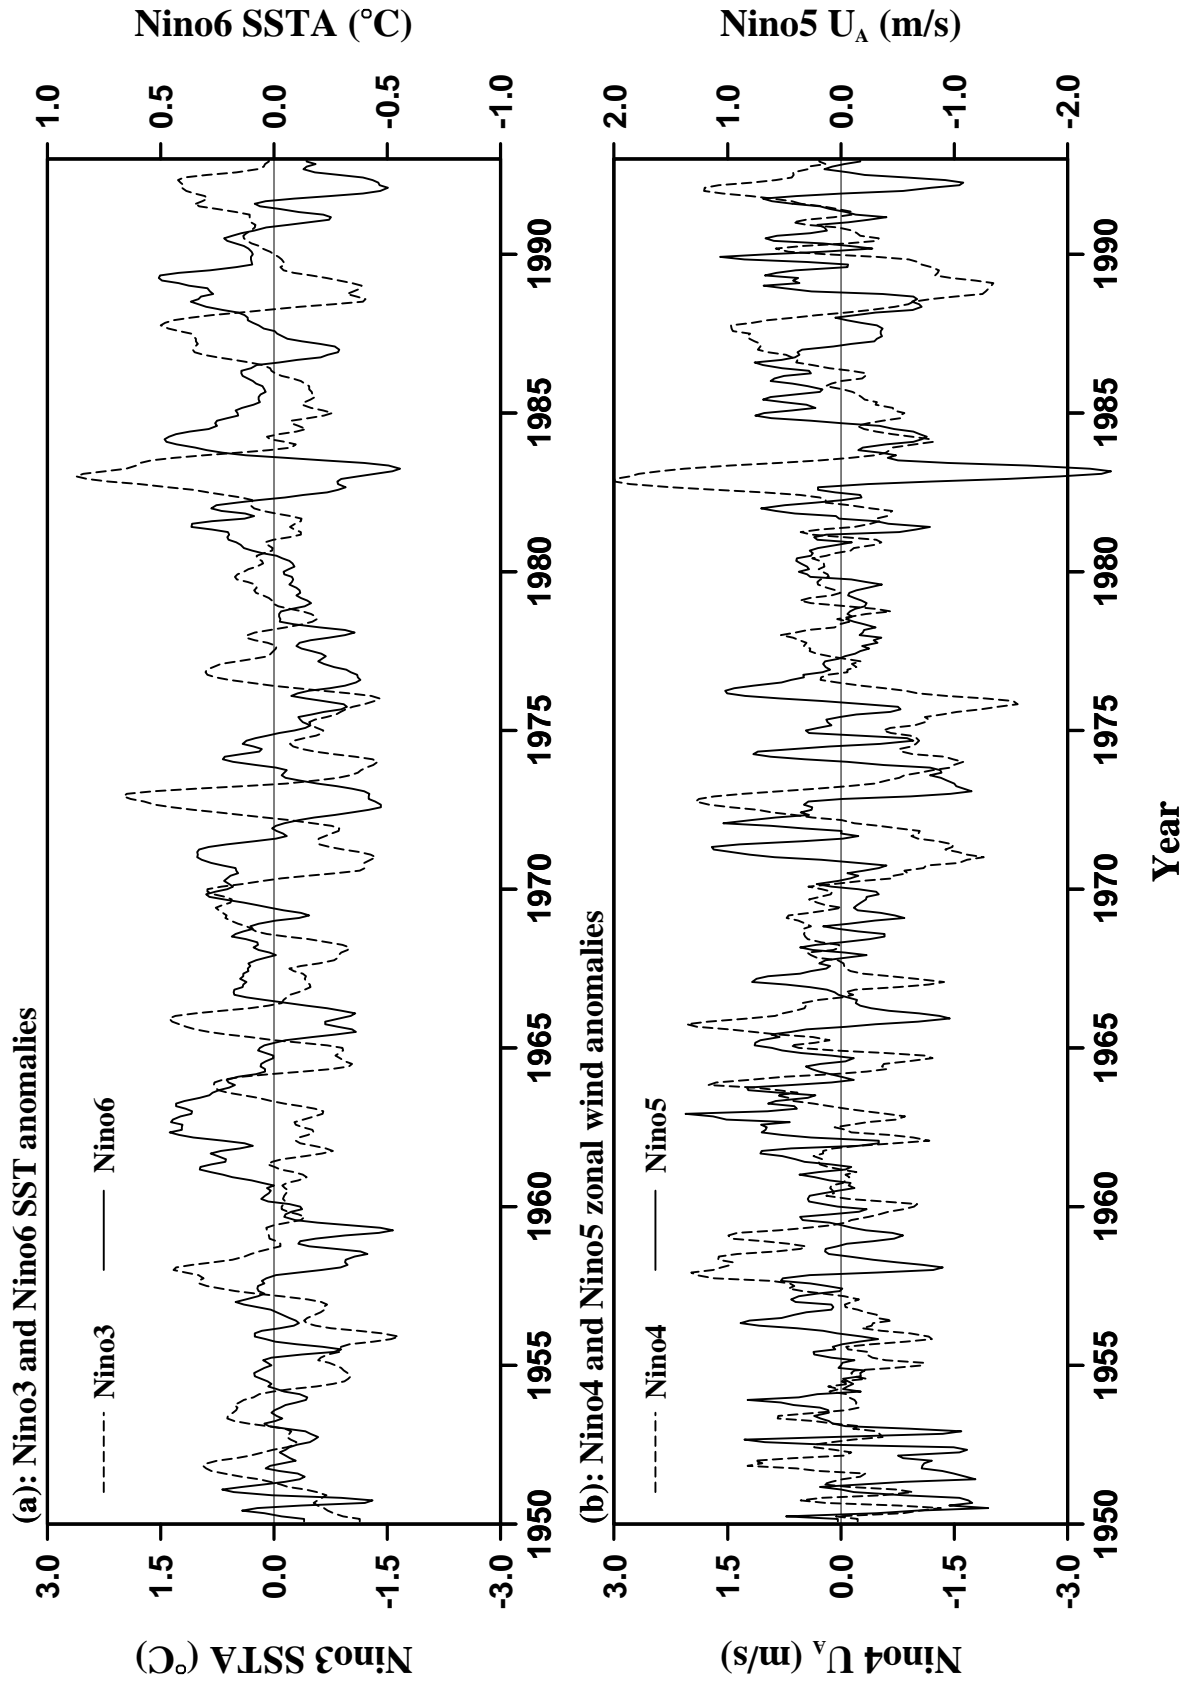 (a): Nino3 and Nino6 SST anomalies
Nino3 Nino6
Nino3 SSTA (°C)
3.0
1.5
0.0
-1.5
-3.0
Nino6 SSTA (°C)
1.0
0.5
0.0
-0.5
-1.0
1950 1955 1960 1965 1970 1975 1980 1985 1990
(b): Nino4 and Nino5 zonal wind anomalies
Nino4 Nino5
Nino4 UA (m/s)
3.0
1.5
0.0
-1.5
-3.0
Nino5 UA (m/s)
2.0
1.0
0.0
-1.0
-2.0
1950 1955 1960 1965 1970 1975 1980 1985 1990
Year